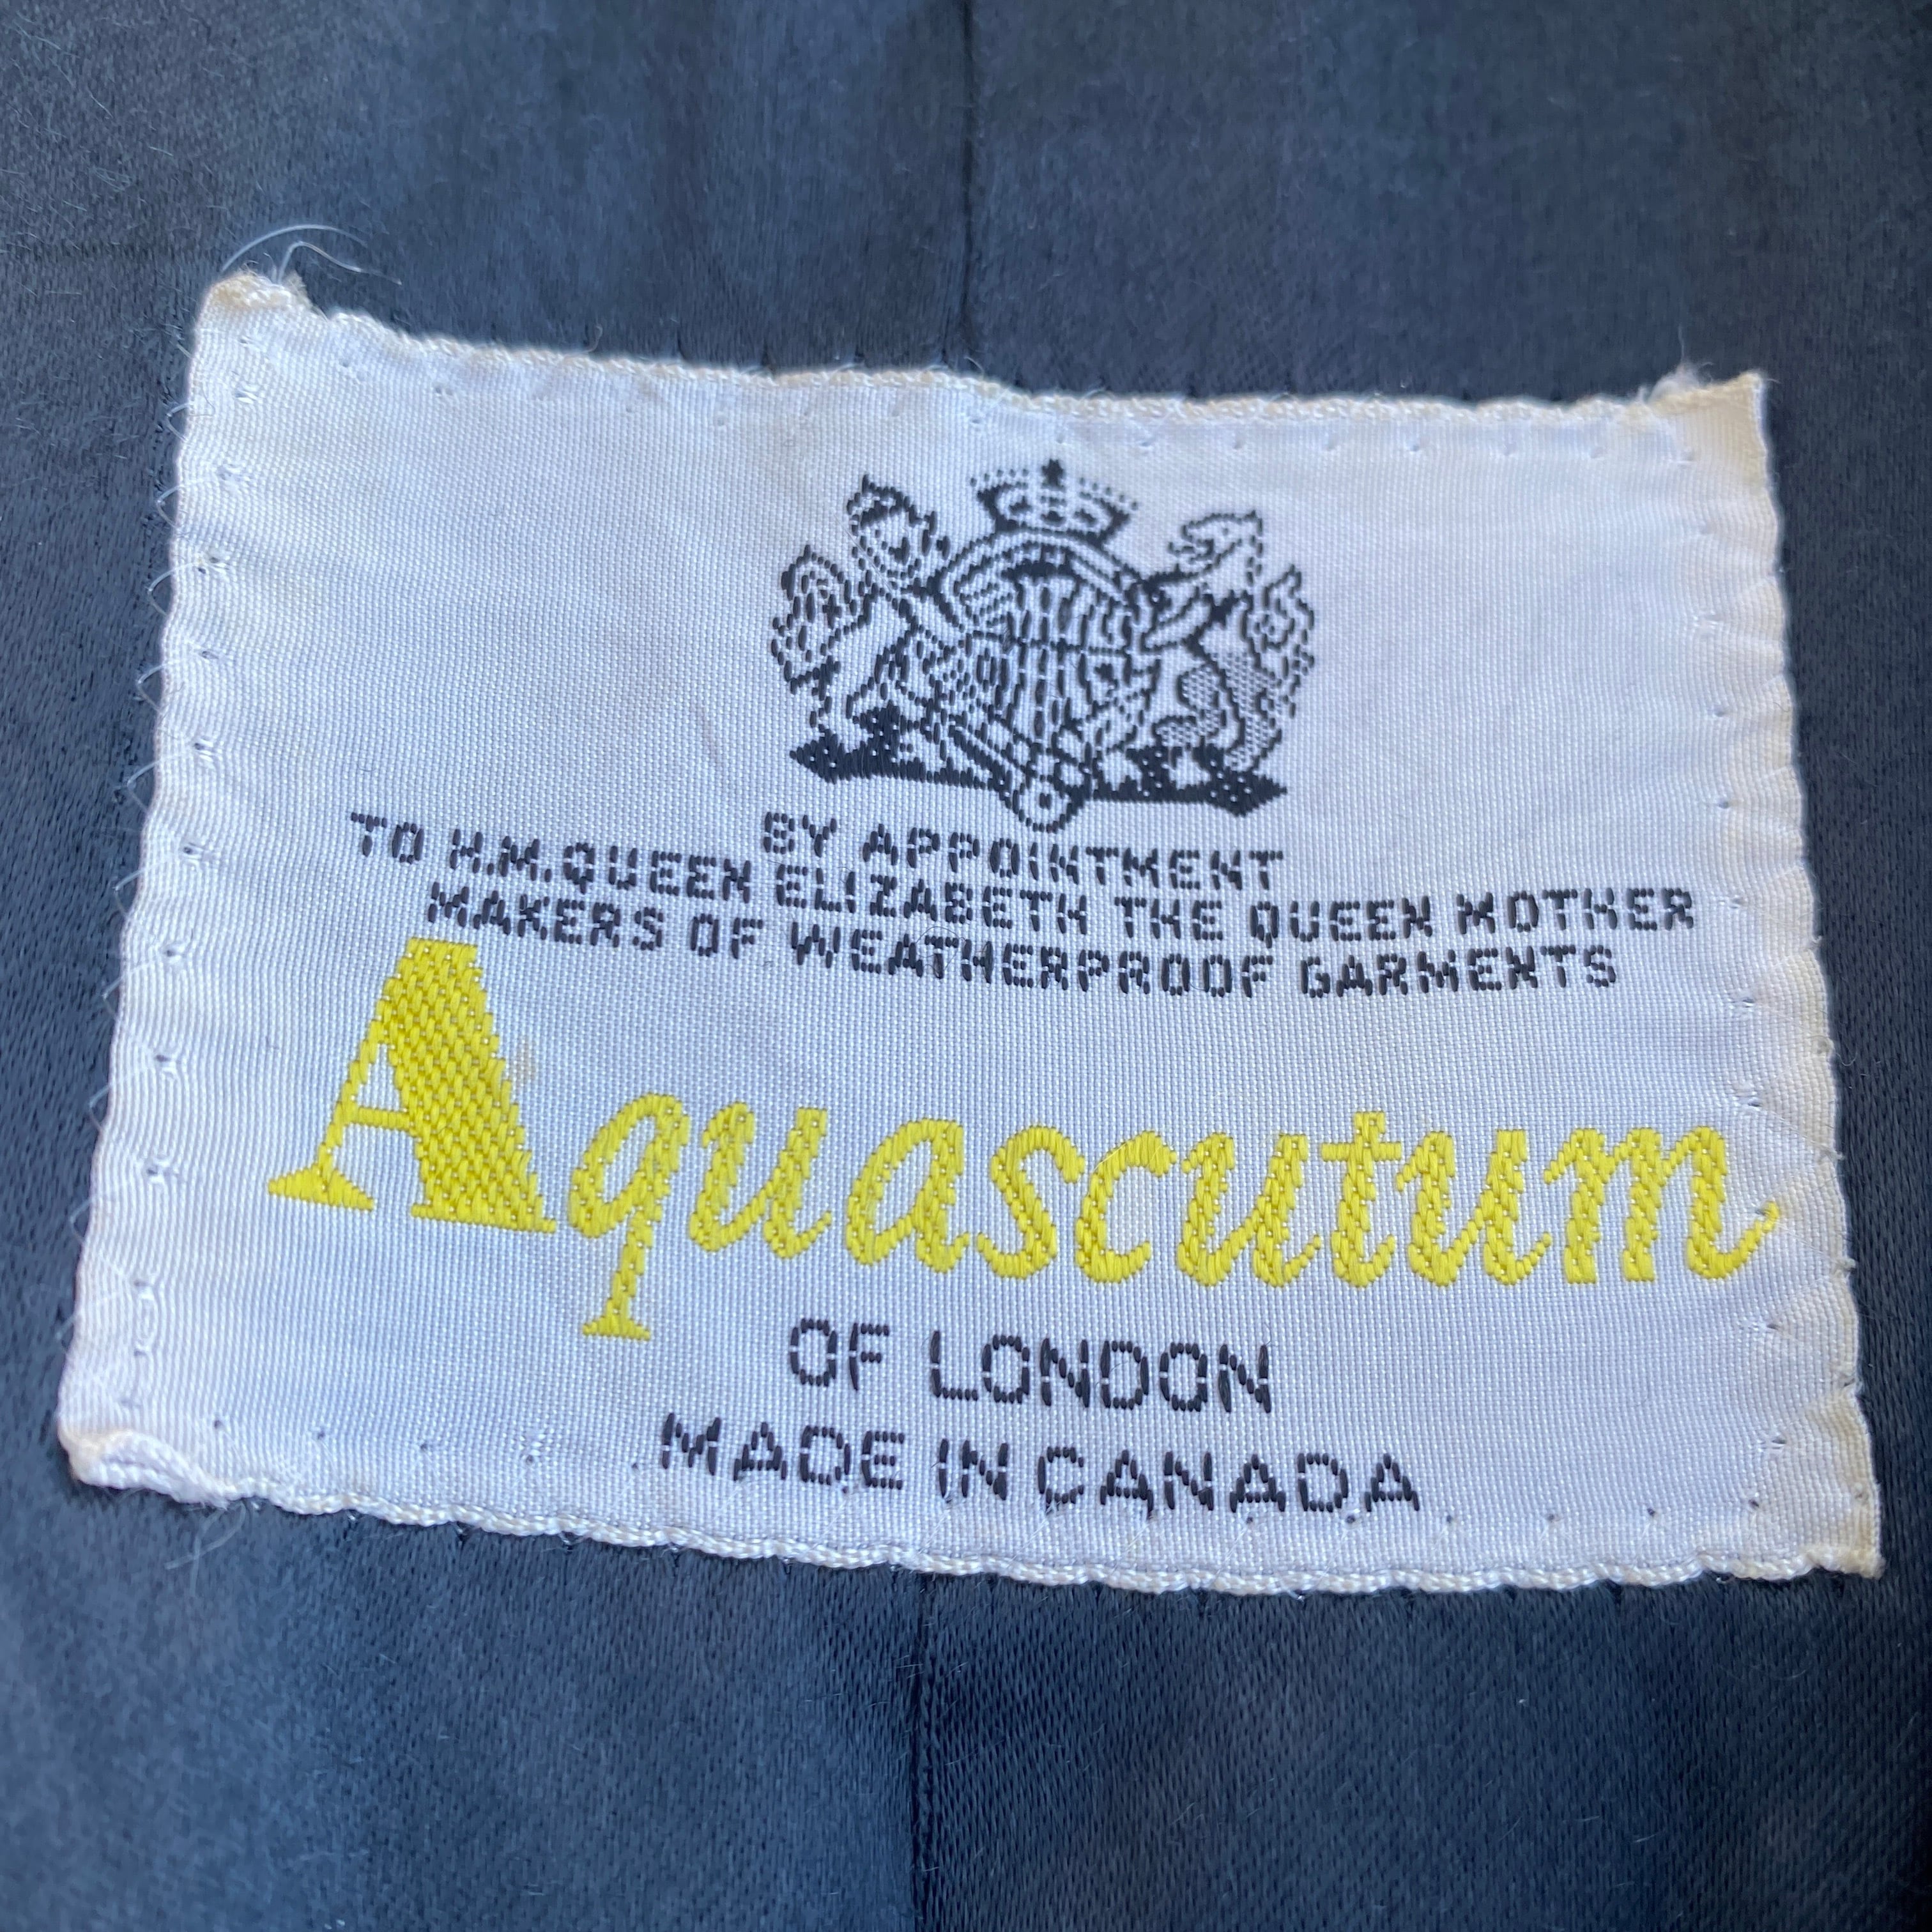 BY APPOINTMENT
TO H.M.QUEEN ELIZABETH THE QUEEN MOTHER
MAKERS OF WEATHERPROOF GARMENTS
Aquascutum
OF LONDON
MADE IN CANADA